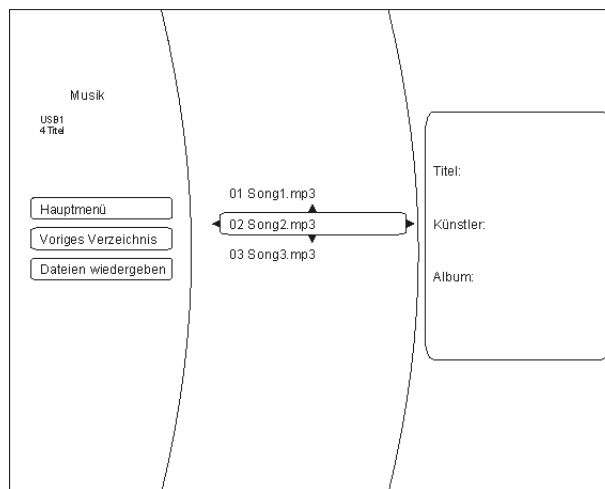 Musik
USB1
4 Titel
Hauptmenü
Voriges Verzeichnis
Dateien wiedergeben
01 Song1.mp3
02 Song2.mp3
03 Song3.mp3
Titel:
Künstler:
Album: